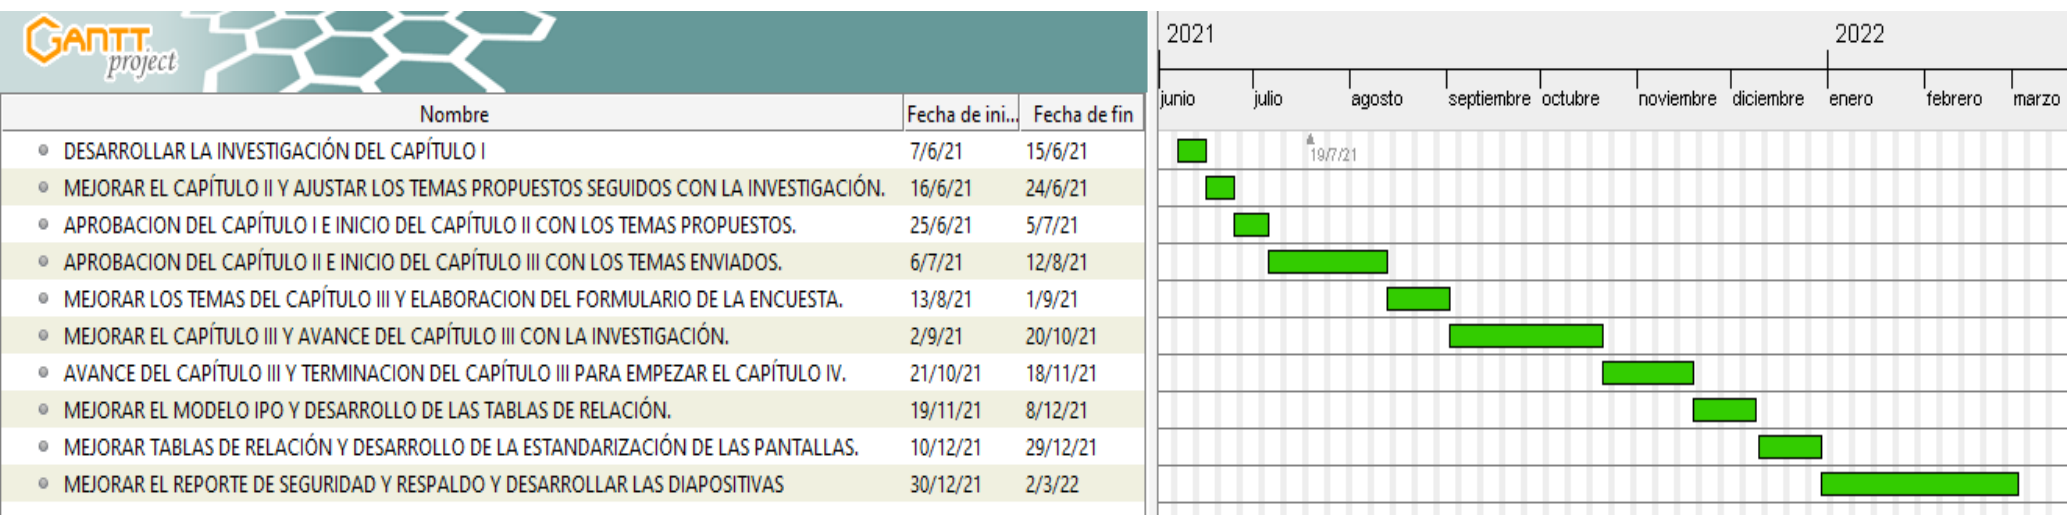 GANTT
project
2021 2022
junio julio agosto septiembre octubre noviembre diciembre enero febrero marzo
Nombre Fecha de ini... Fecha de fin
19/7/21
DESARROLLAR LA INVESTIGACIÓN DEL CAPÍTULO I 7/6/21 15/6/21
MEJORAR EL CAPÍTULO II Y AJUSTAR LOS TEMAS PROPUESTOS SEGUIDOS CON LA INVESTIGACIÓN. 16/6/21 24/6/21
APROBACION DEL CAPÍTULO I E INICIO DEL CAPÍTULO II CON LOS TEMAS PROPUESTOS. 25/6/21 5/7/21
APROBACION DEL CAPÍTULO II E INICIO DEL CAPÍTULO III CON LOS TEMAS ENVIADOS. 6/7/21 12/8/21
MEJORAR LOS TEMAS DEL CAPÍTULO III Y ELABORACION DEL FORMULARIO DE LA ENCUESTA. 13/8/21 1/9/21
MEJORAR EL CAPÍTULO III Y AVANCE DEL CAPÍTULO III CON LA INVESTIGACIÓN. 2/9/21 20/10/21
AVANCE DEL CAPÍTULO III Y TERMINACION DEL CAPÍTULO III PARA EMPEZAR EL CAPÍTULO IV. 21/10/21 18/11/21
MEJORAR EL MODELO IPO Y DESARROLLO DE LAS TABLAS DE RELACIÓN. 19/11/21 8/12/21
MEJORAR TABLAS DE RELACIÓN Y DESARROLLO DE LA ESTANDARIZACIÓN DE LAS PANTALLAS. 10/12/21 29/12/21
MEJORAR EL REPORTE DE SEGURIDAD Y RESPALDO Y DESARROLLAR LAS DIAPOSITIVAS 30/12/21 2/3/22